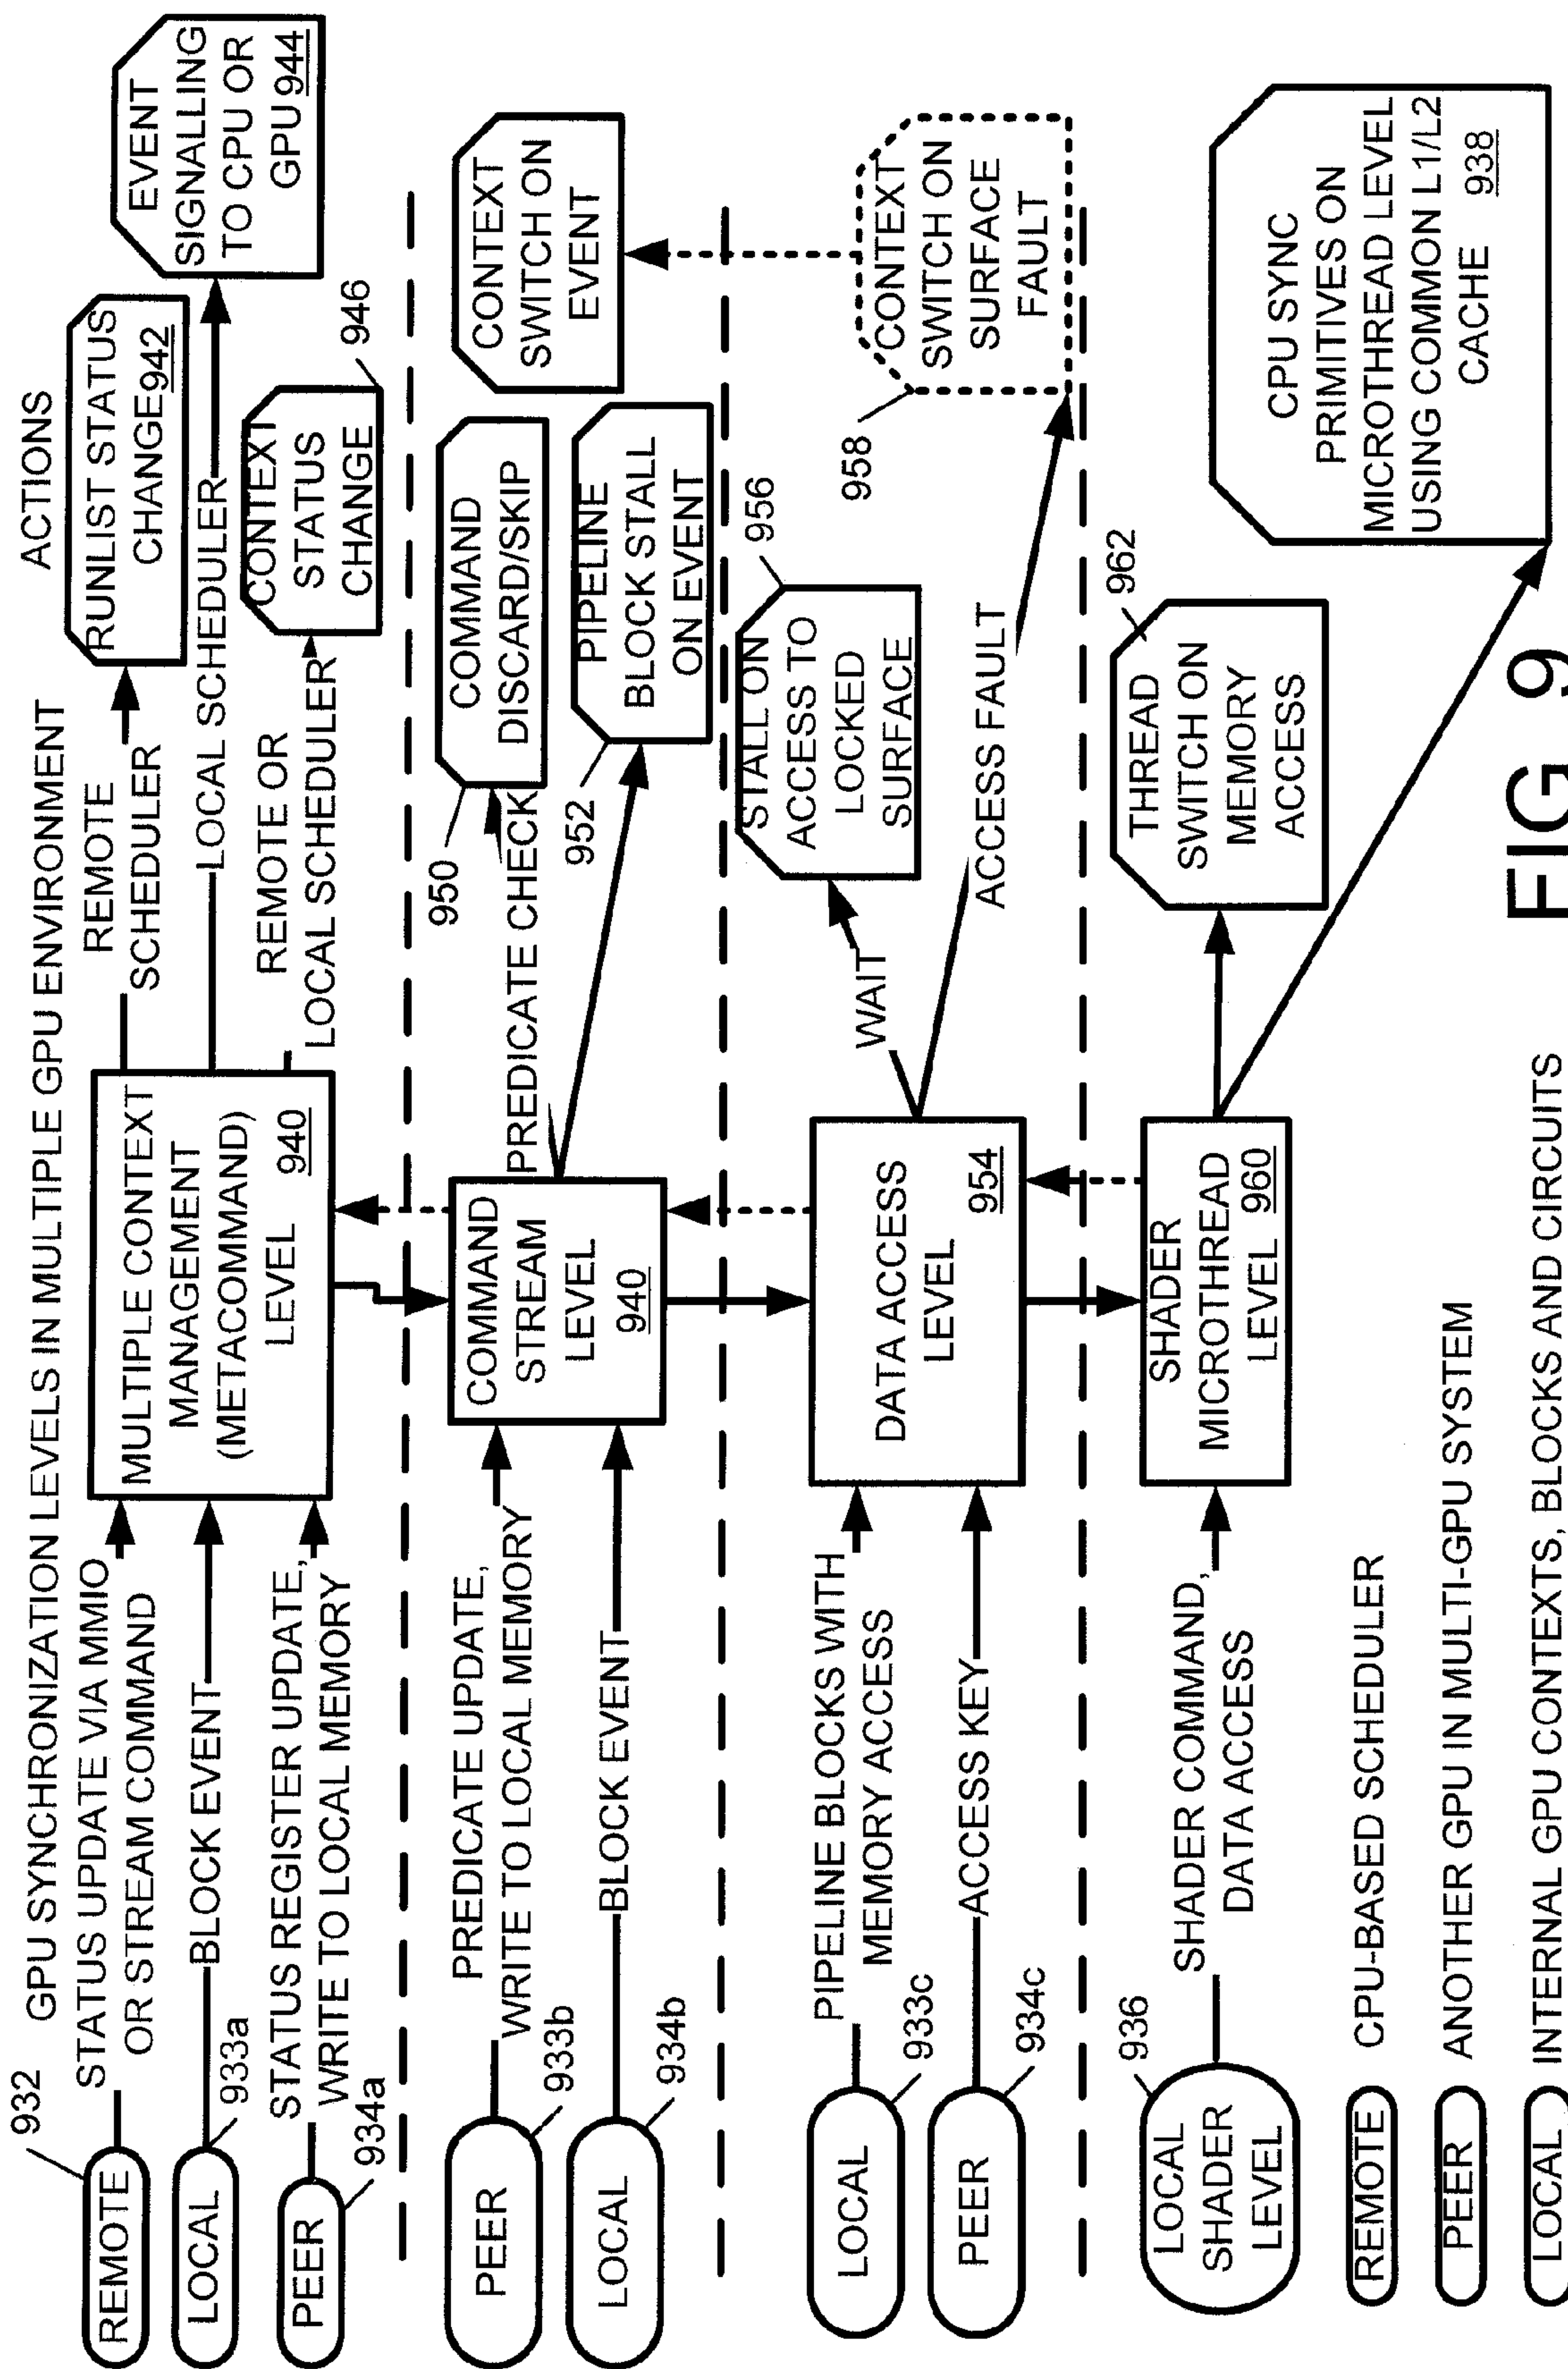 GPU SYNCHRONIZATION LEVELS IN MULTIPLE GPU ENVIRONMENT
ACTIONS
932
REMOTE
STATUS UPDATE VIA MMIO
OR STREAM COMMAND
LOCAL
933a
BLOCK EVENT
PEER
934a
STATUS REGISTER UPDATE,
WRITE TO LOCAL MEMORY
MULTIPLE CONTEXT
MANAGEMENT
(METACOMMAND)
LEVEL 940
REMOTE
SCHEDULER
LOCAL SCHEDULER
REMOTE OR
LOCAL SCHEDULER
RUNLIST STATUS
CHANGE 942
EVENT
SIGNALLING
TO CPU OR
GPU 944
CONTEXT
STATUS
CHANGE
946
PEER
933b
PREDICATE UPDATE,
WRITE TO LOCAL MEMORY
LOCAL
934b
BLOCK EVENT
COMMAND
STREAM
LEVEL
940
PREDICATE CHECK
950
COMMAND
DISCARD/SKIP
952
PIPELINE
BLOCK STALL
ON EVENT
CONTEXT
SWITCH ON
EVENT
LOCAL
933c
PIPELINE BLOCKS WITH
MEMORY ACCESS
PEER
934c
ACCESS KEY
DATA ACCESS
LEVEL 954
WAIT
ACCESS FAULT
STALL ON
ACCESS TO
LOCKED
SURFACE
956
958
CONTEXT
SWITCH ON
SURFACE
FAULT
936
LOCAL
SHADER
LEVEL
SHADER COMMAND,
DATA ACCESS
SHADER
MICROTHREAD
LEVEL 960
THREAD
SWITCH ON
MEMORY
ACCESS
962
CPU SYNC
PRIMITIVES ON
MICROTHREAD LEVEL
USING COMMON L1/L2
CACHE 938
REMOTE
CPU-BASED SCHEDULER
PEER
ANOTHER GPU IN MULTI-GPU SYSTEM
LOCAL
INTERNAL GPU CONTEXTS, BLOCKS AND CIRCUITS
FIG 9